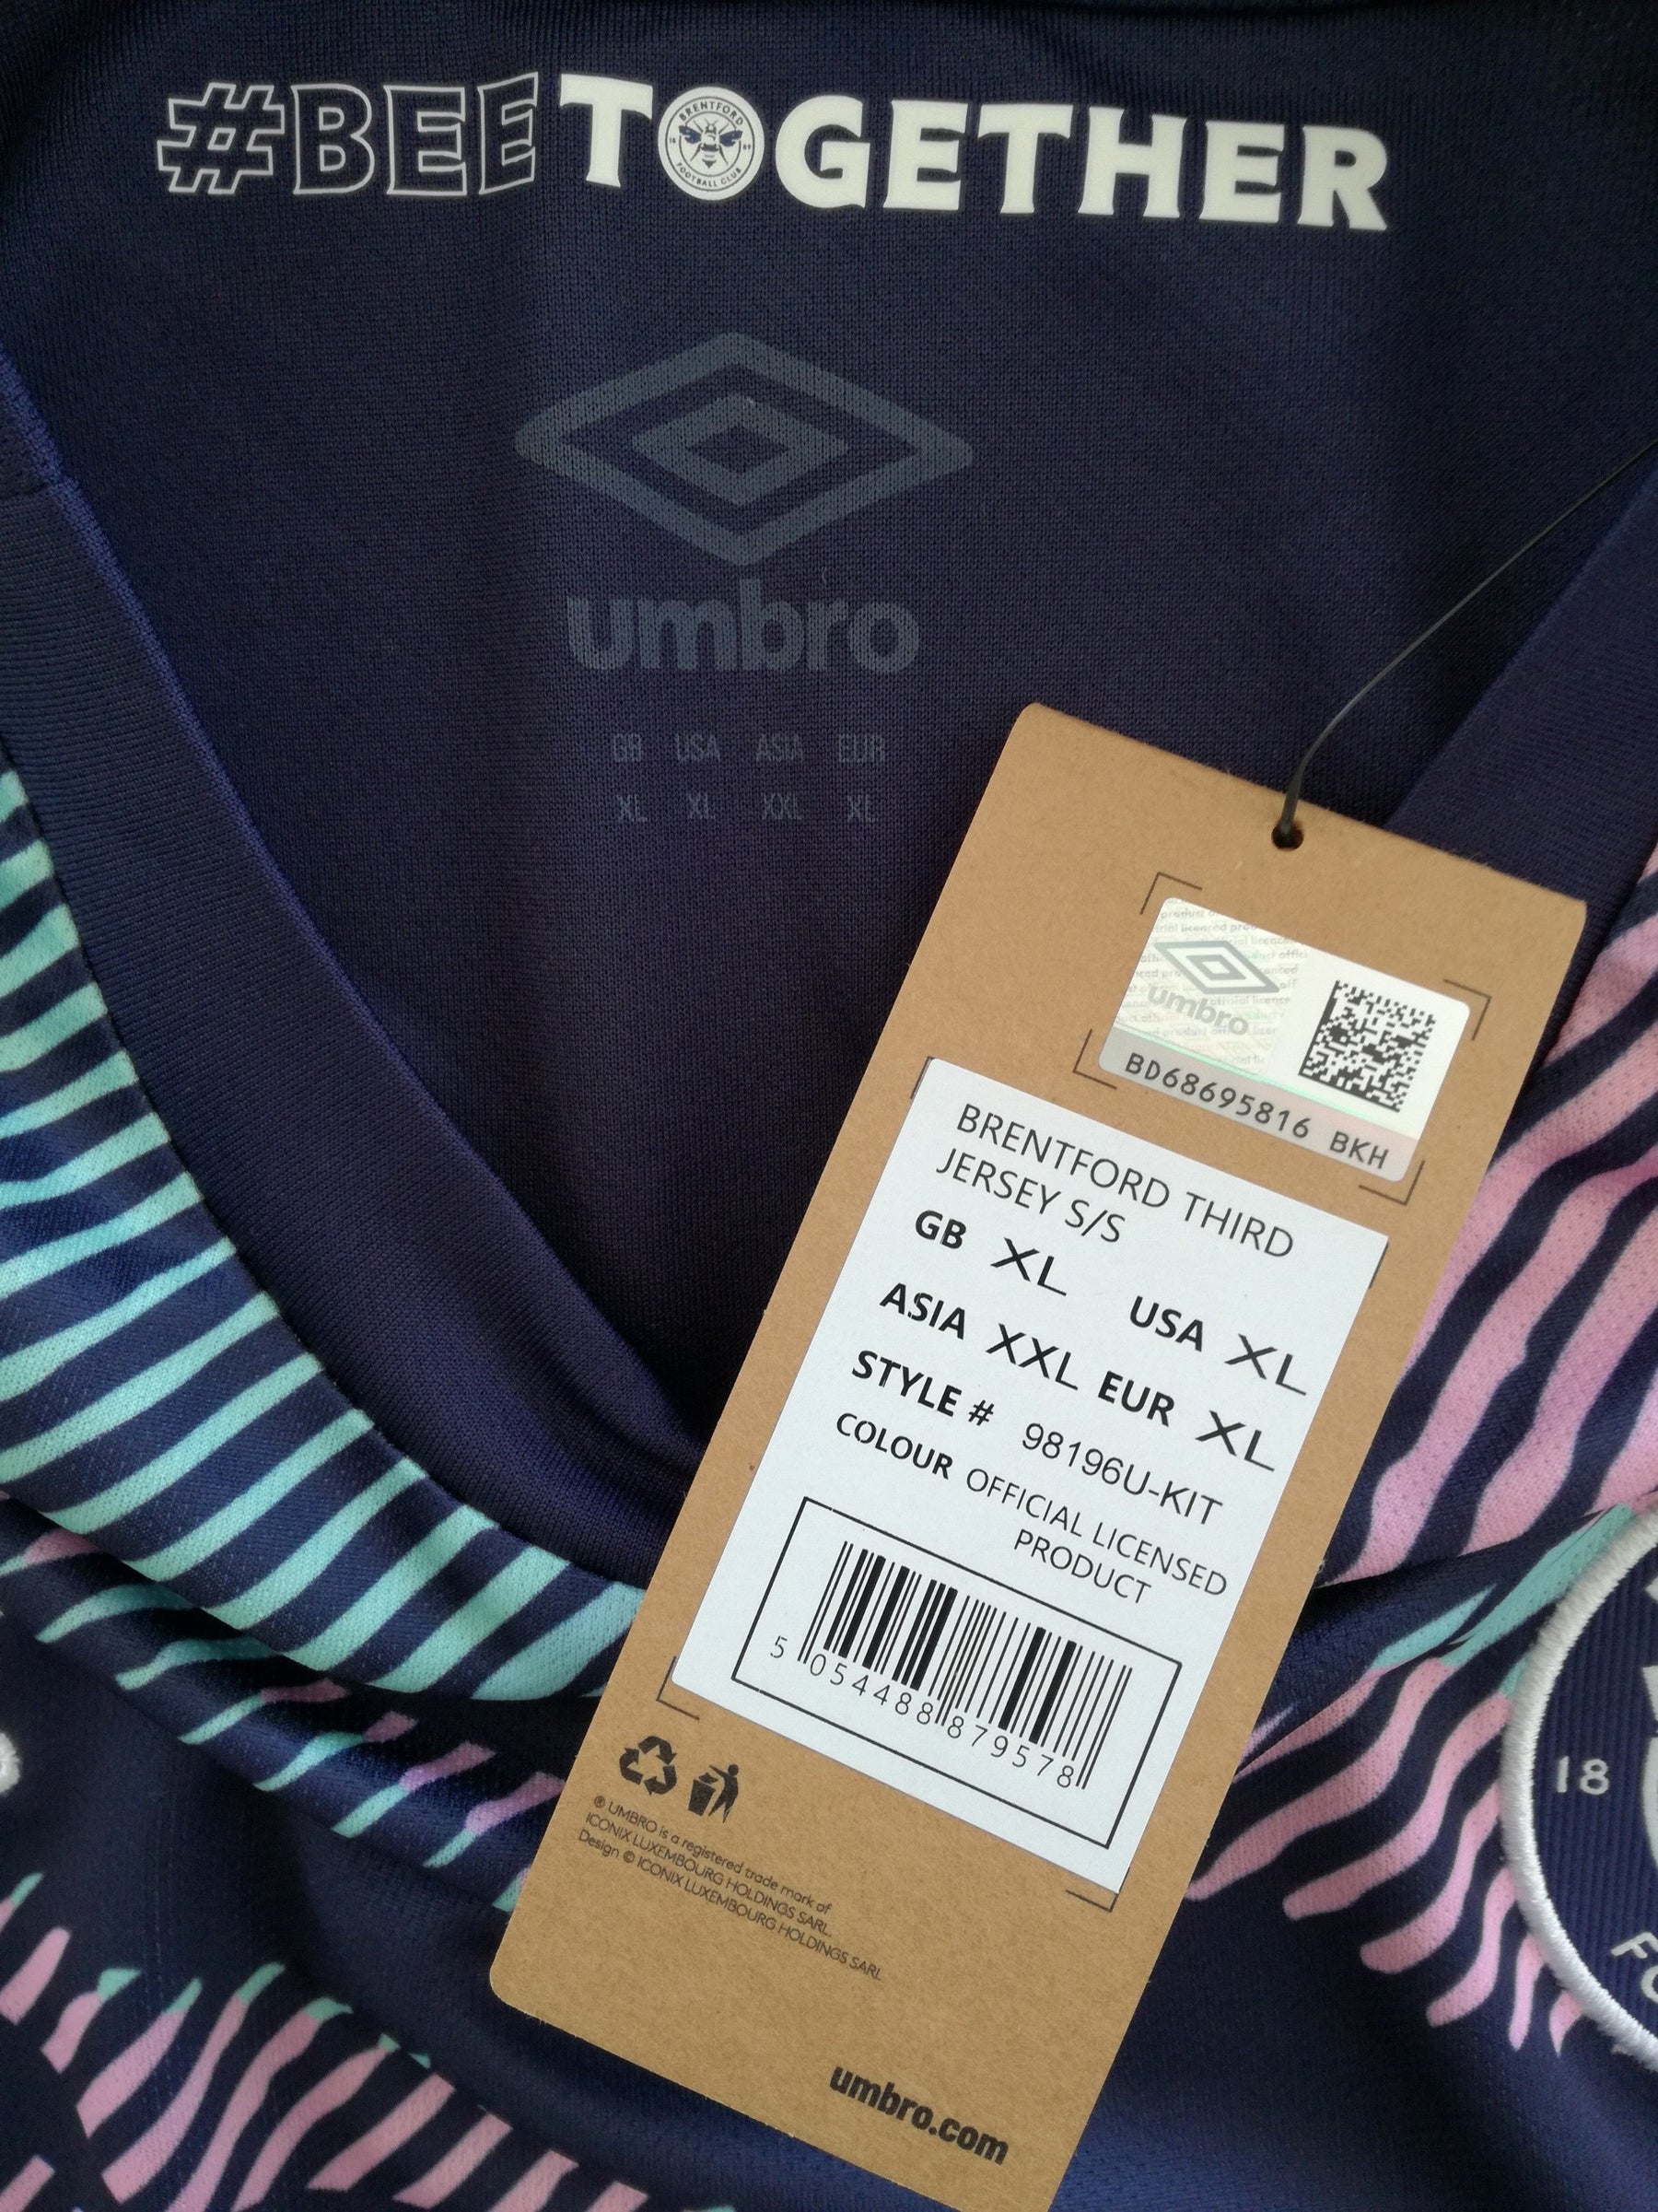 #BEETOGETHER
BRENTFORD
FOOTBALL CLUB
umbro
GB USA ASIA EUR
XL XL XXL XL
umbro
BD68695816 BKH
BRENTFORD THIRD
JERSEY S/S
GB XL USA XL
ASIA XXL EUR XL
STYLE # 98196U-KIT
COLOUR OFFICIAL LICENSED
PRODUCT
5 054488 879578
® UMBRO is a registered trade mark of
ICONIX LUXEMBOURG HOLDINGS SARL.
Design © ICONIX LUXEMBOURG HOLDINGS SARL
umbro.com
18